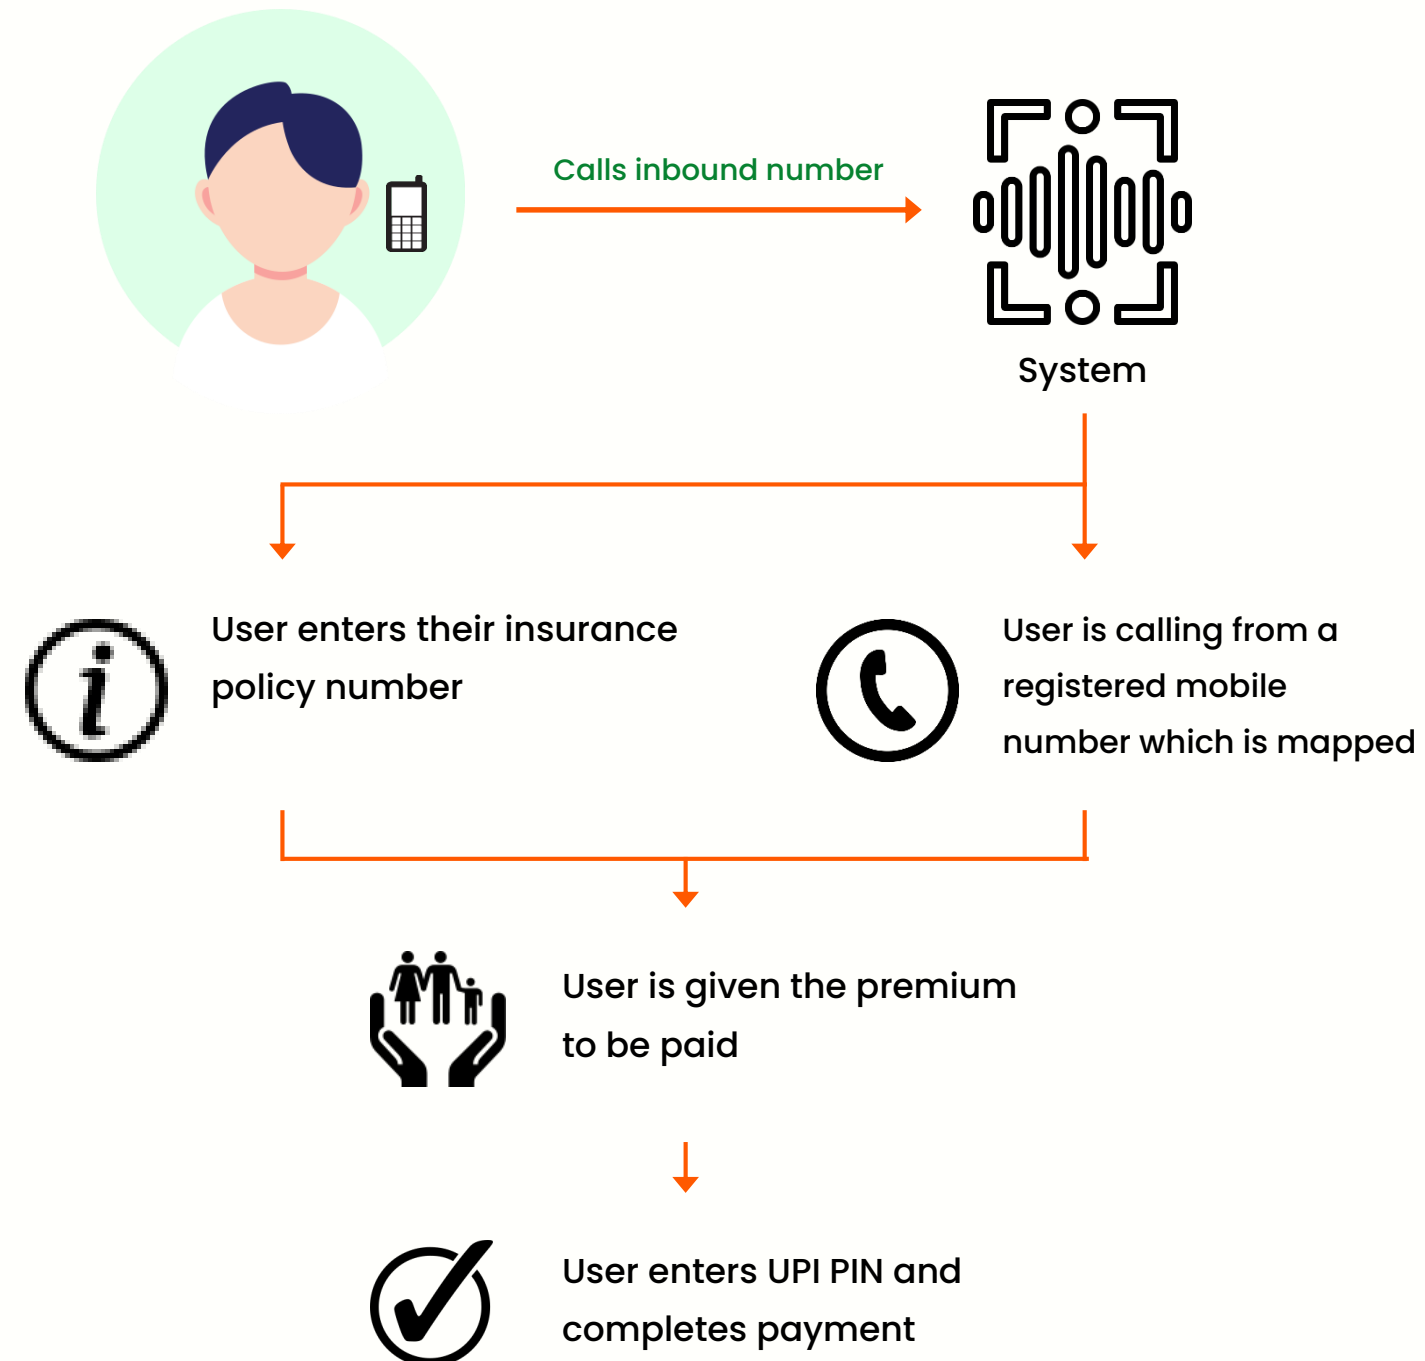 Calls inbound number
System
User enters their insurance
policy number
User is calling from a
registered mobile
number which is mapped
User is given the premium
to be paid
User enters UPI PIN and
completes payment